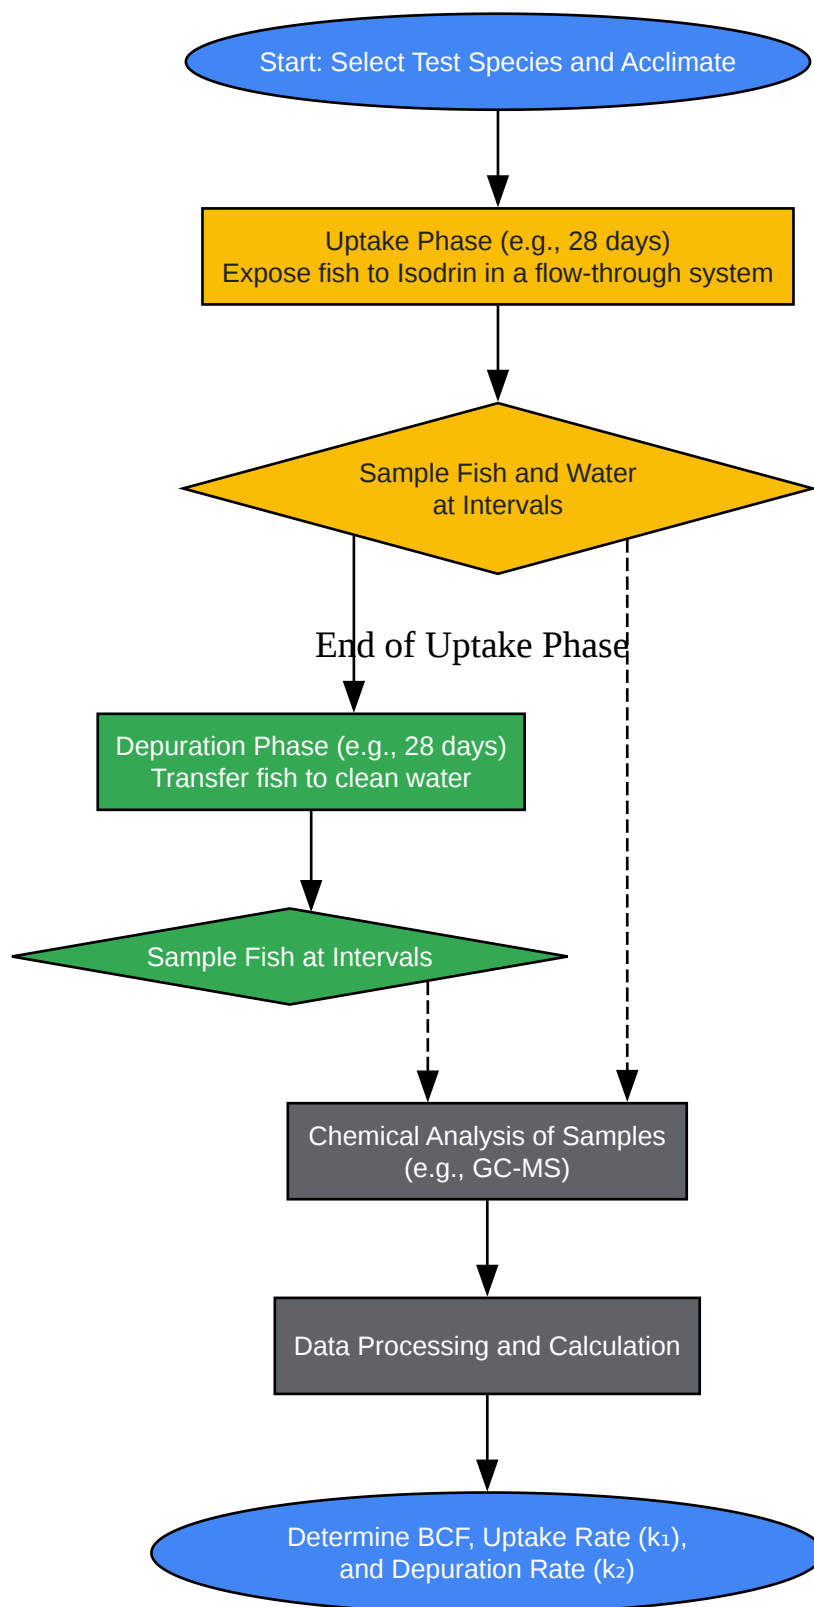 Start: Select Test Species and Acclimate
Uptake Phase (e.g., 28 days)
Expose fish to Isodrin in a flow-through system
Sample Fish and Water
at Intervals
End of Uptake Phase
Depuration Phase (e.g., 28 days)
Transfer fish to clean water
Sample Fish at Intervals
Chemical Analysis of Samples
(e.g., GC-MS)
Data Processing and Calculation
Determine BCF, Uptake Rate (k₁),
and Depuration Rate (k₂)